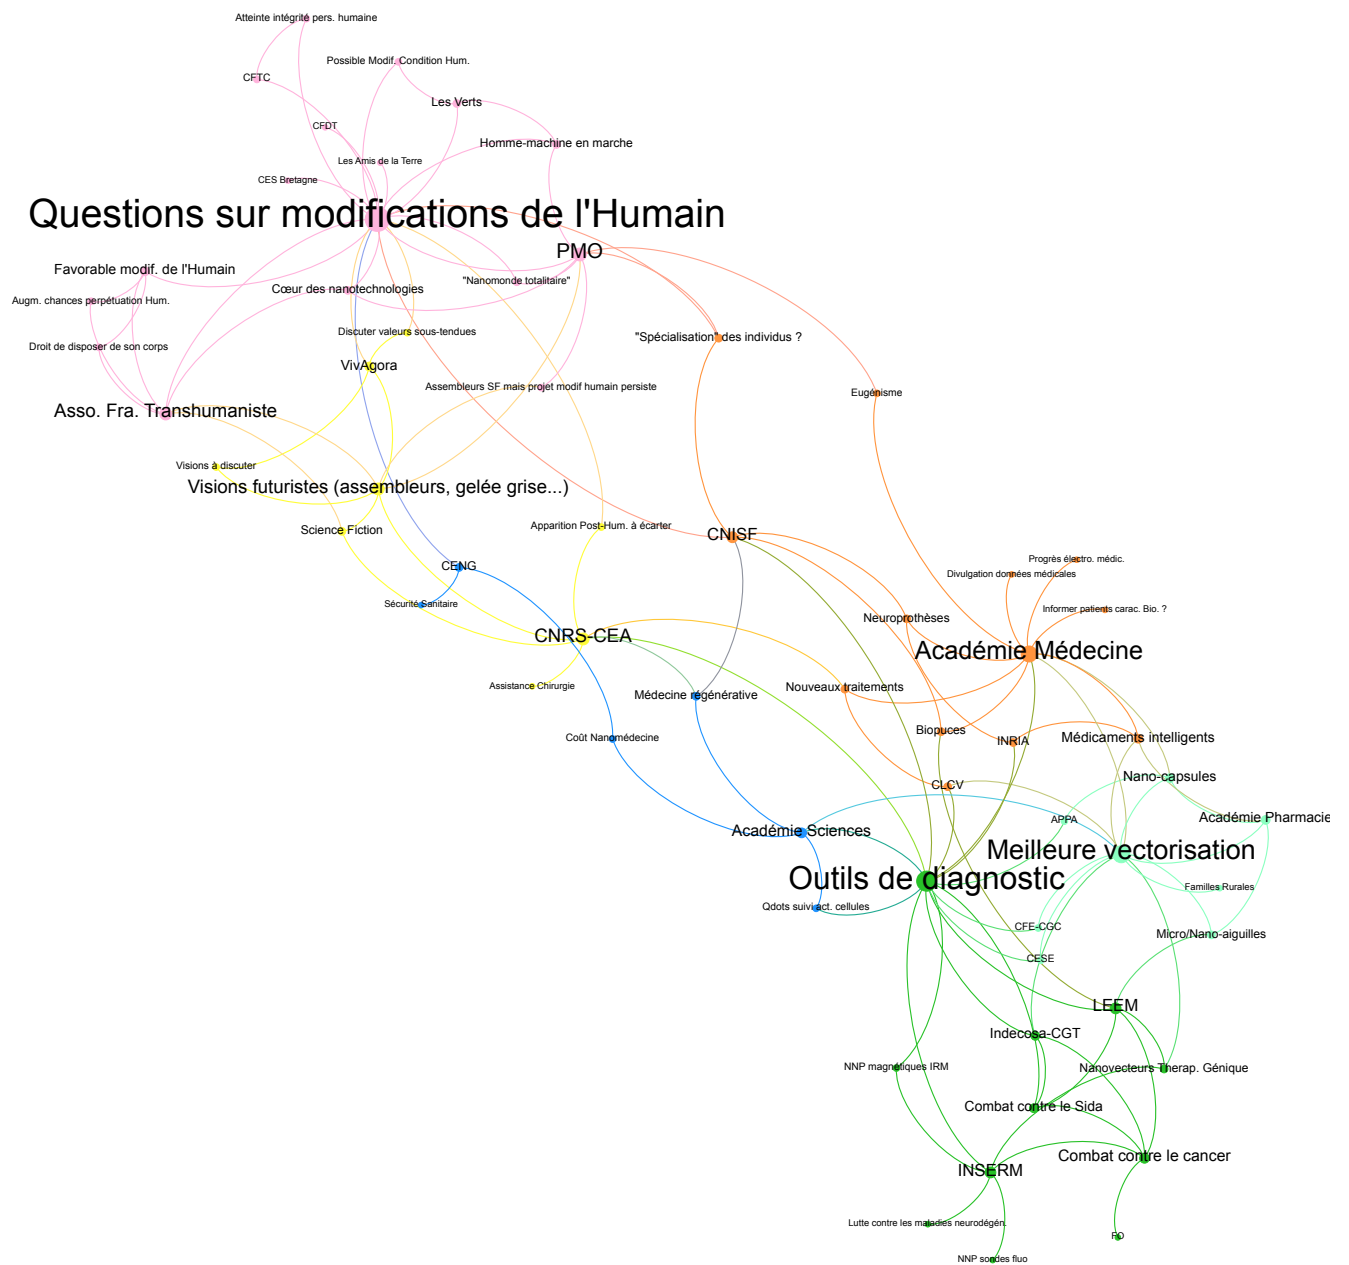 Atteinte intégrité pers. humaine
Possible Modif. Condition Hum.
CFTC
Les Verts
CFDT
Homme-machine en marche
Les Amis de la Terre
CES Bretagne
Questions sur modifications de l'Humain
PMO
Favorable modif. de l'Humain
"Nanomonde totalitaire"
Cœur des nanotechnologies
Augm. chances perpétuation Hum.
Discuter valeurs sous-tendues
"Spécialisation" des individus ?
Droit de disposer de son corps
VivAgora
Assembleurs SF mais projet modif humain persiste
Eugénisme
Asso. Fra. Transhumaniste
Visions à discuter
Visions futuristes (assembleurs, gelée grise...)
Science Fiction
Apparition Post-Hum. à écarter
CNISF
Progrès électro. médic.
CENG
Divulgation données médicales
Sécurité Sanitaire
Informer patients carac. Bio. ?
Neuroprothèses
CNRS-CEA
Académie Médecine
Assistance Chirurgie
Médecine régénérative
Nouveaux traitements
Biopuces
Coût Nanomédecine
INRIA
Médicaments intelligents
Nano-capsules
CLCV
APPA
Académie Pharmacie
Académie Sciences
Meilleure vectorisation
Outils de diagnostic
Familles Rurales
Qdots suivi act. cellules
CFE-CGC
Micro/Nano-aiguilles
CESE
LEEM
Indecosa-CGT
NNP magnétiques IRM
Nanovecteurs Therap. Génique
Combat contre le Sida
Combat contre le cancer
INSERM
Lutte contre les maladies neurodégén.
FO
NNP sondes fluo